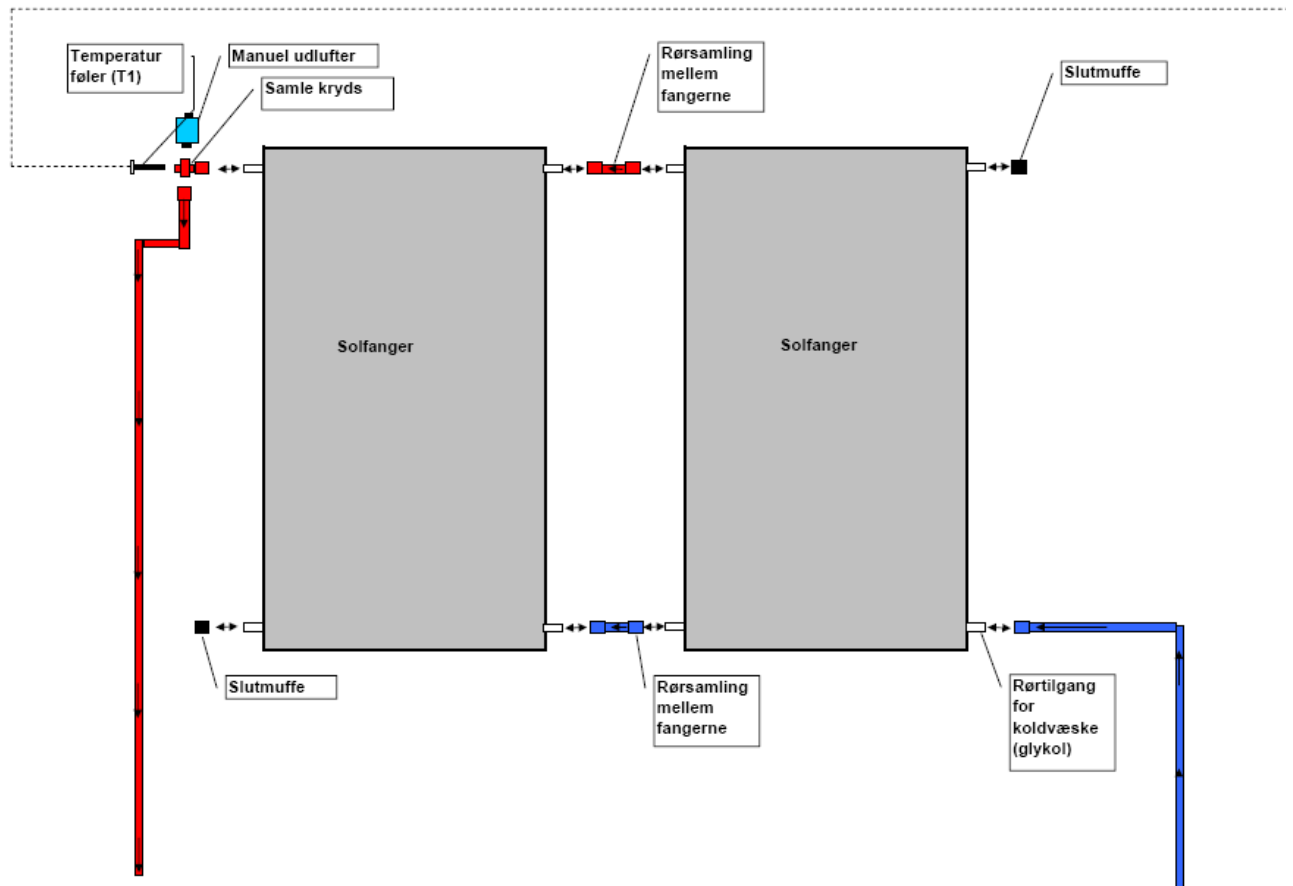 Temperatur
føler (T1)
Manuel udlufter
Samle kryds
Rørsamling
mellem
fangerne
Slutmuffe
Solfanger
Solfanger
Slutmuffe
Rørsamling
mellem
fangerne
Rørtilgang
for
koldvæske
(glykol)